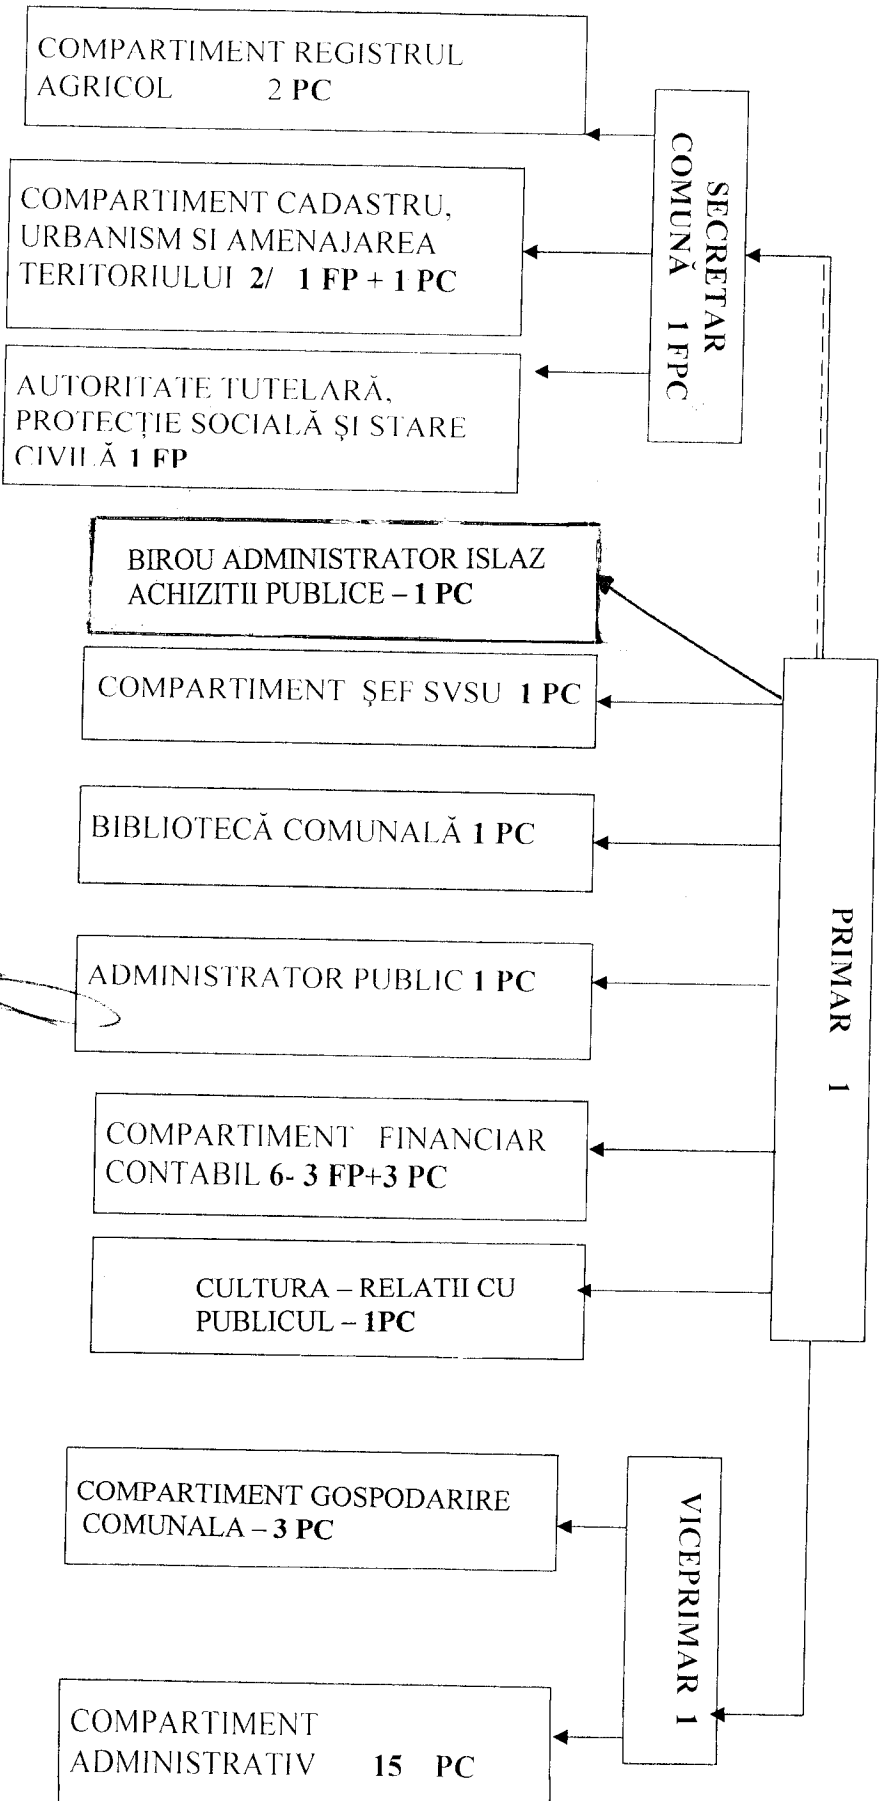 COMPARTIMENT REGISTRUL
AGRICOL 2 PC
COMPARTIMENT CADASTRU,
URBANISM SI AMENAJAREA
TERITORIULUI 2/ 1 FP + 1 PC
AUTORITATE TUTELARĂ,
PROTECȚIE SOCIALĂ ŞI STARE
CIVILĂ 1 FP
SECRETAR
COMUNĂ 1 FPC
BIROU ADMINISTRATOR ISLAZ
ACHIZITII PUBLICE – 1 PC
COMPARTIMENT ŞEF SVSU 1 PC
BIBLIOTECĂ COMUNALĂ 1 PC
ADMINISTRATOR PUBLIC 1 PC
COMPARTIMENT FINANCIAR
CONTABIL 6- 3 FP+3 PC
CULTURA – RELATII CU
PUBLICUL – 1PC
PRIMAR 1
COMPARTIMENT GOSPODARIRE
COMUNALA – 3 PC
COMPARTIMENT
ADMINISTRATIV 15 PC
VICEPRIMAR 1